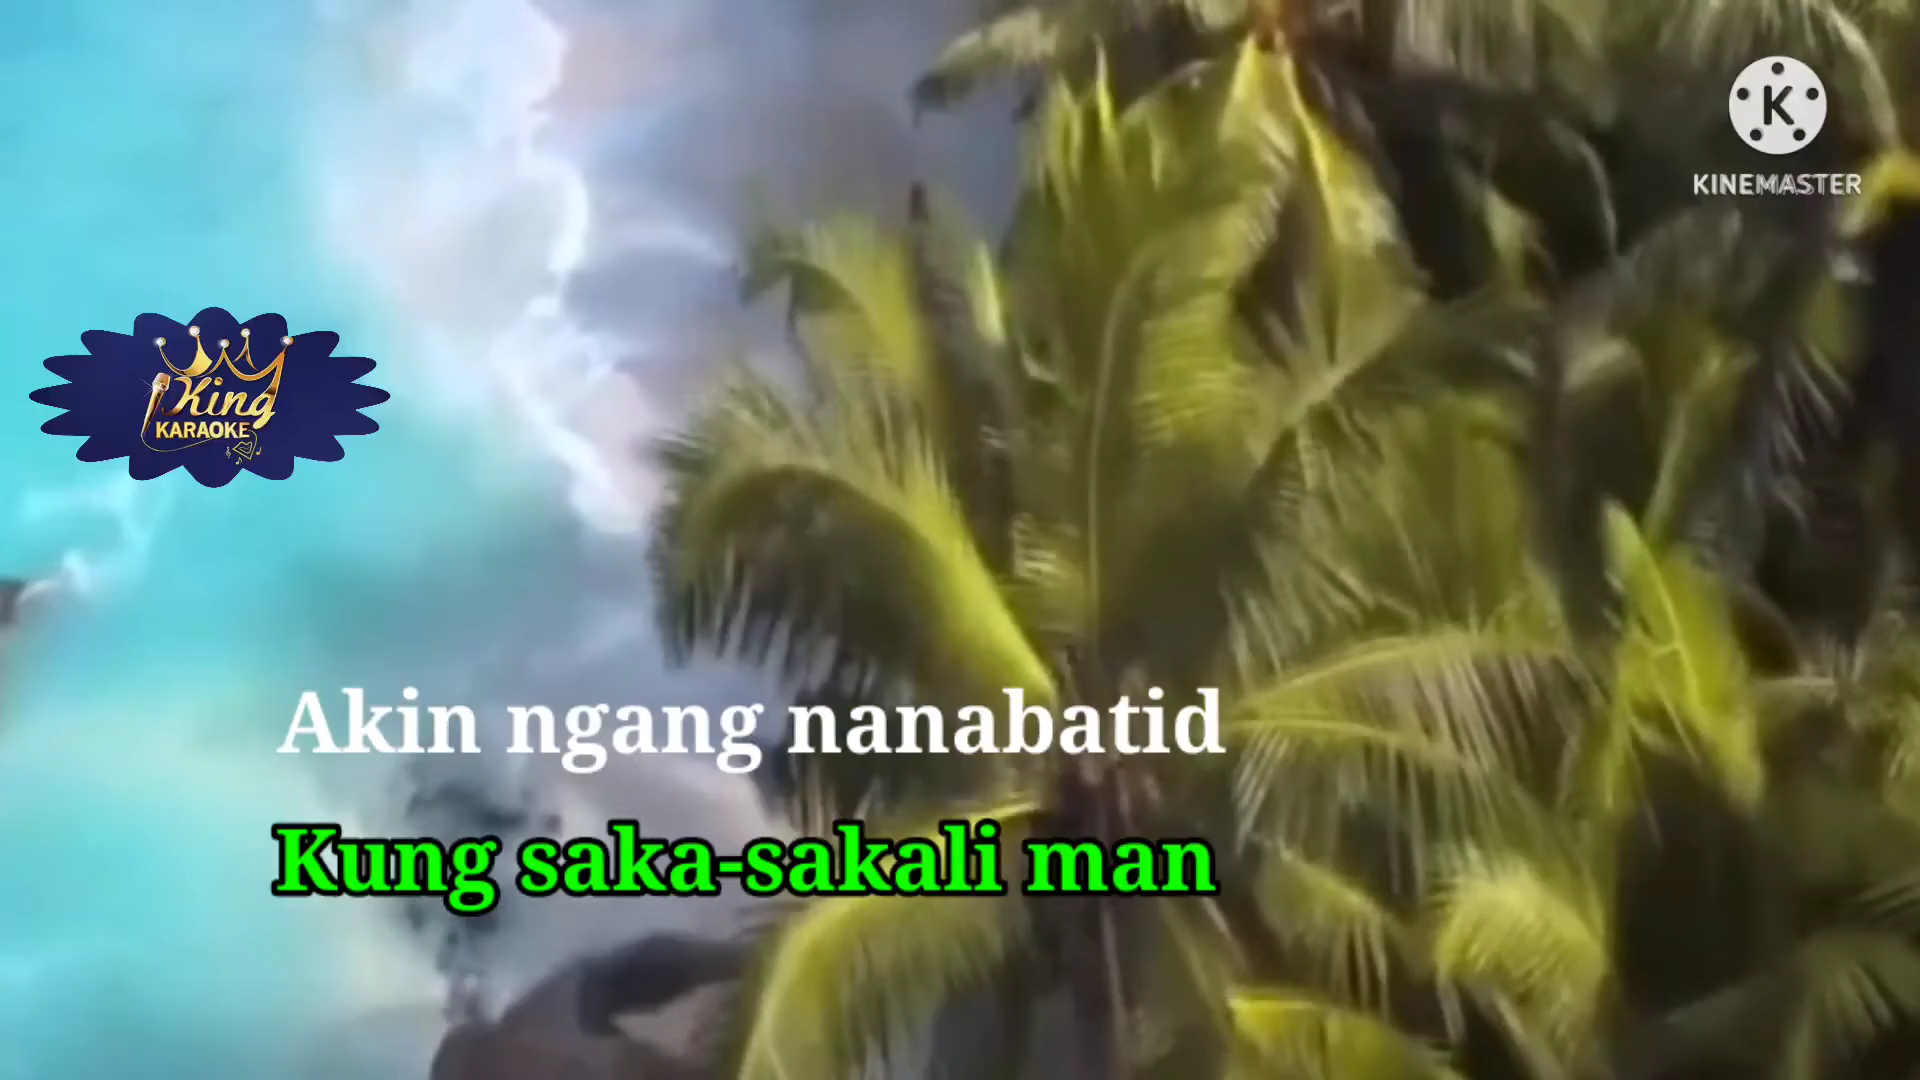 K
KINEMASTER
King
KARAOKE
Akin ngang nanabatid
Kung saka-sakali man